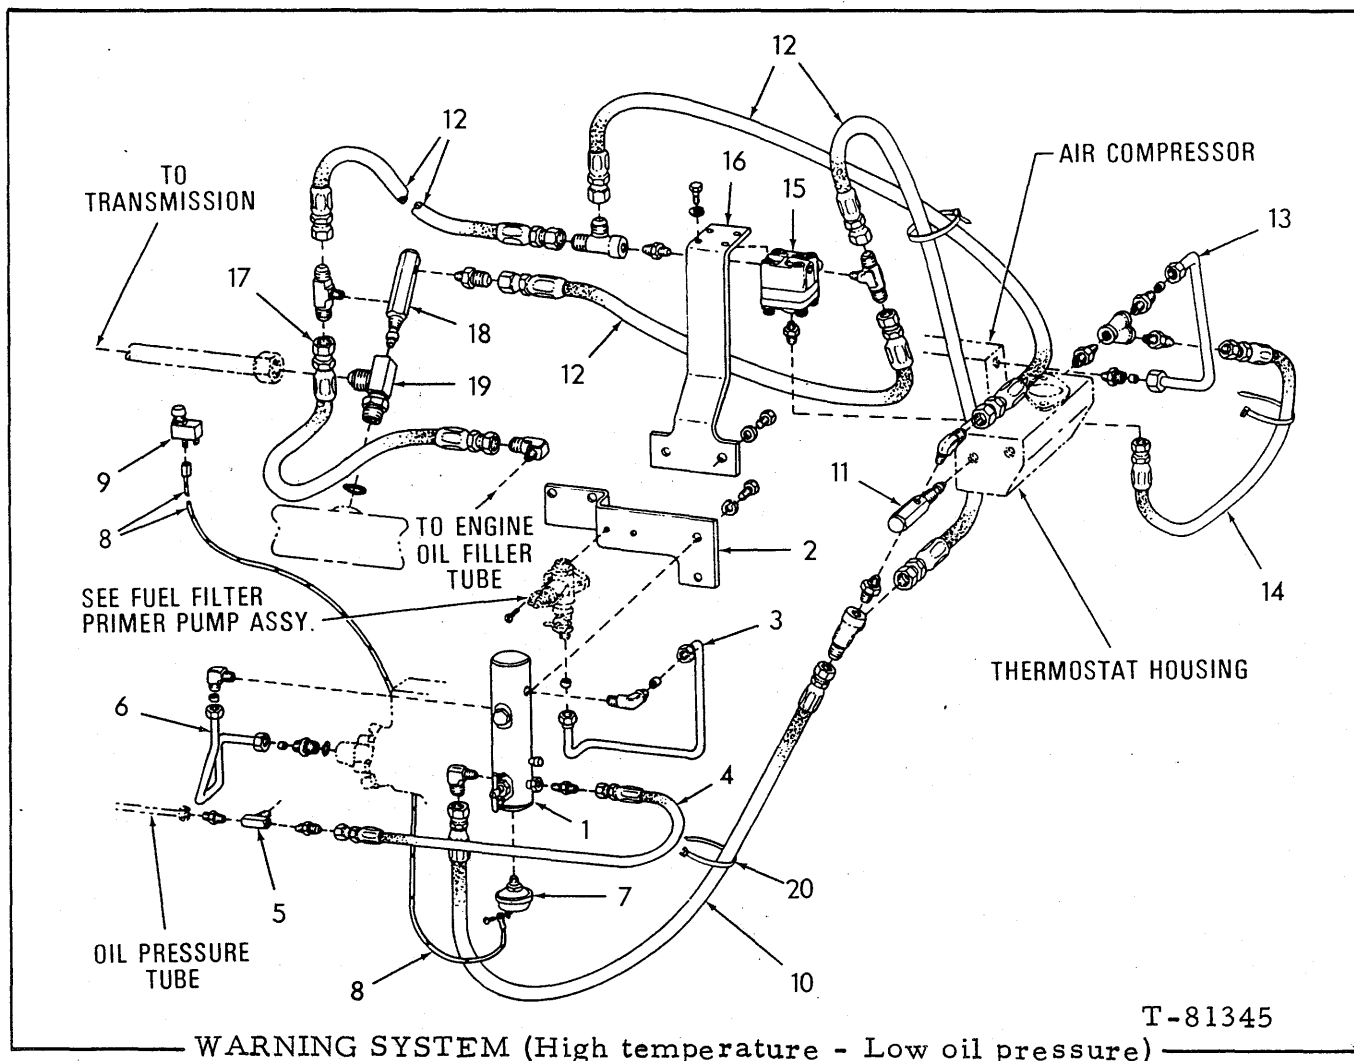 12
12
16
15
AIR COMPRESSOR
13
TO
TRANSMISSION
17
18
12
19
9
11
8
TO ENGINE
OIL FILLER
TUBE
2
14
SEE FUEL FILTER
PRIMER PUMP ASSY.
3
THERMOSTAT HOUSING
6
4
1
5
7
20
OIL PRESSURE
TUBE
8
10
T-81345
WARNING SYSTEM (High temperature - Low oil pressure)